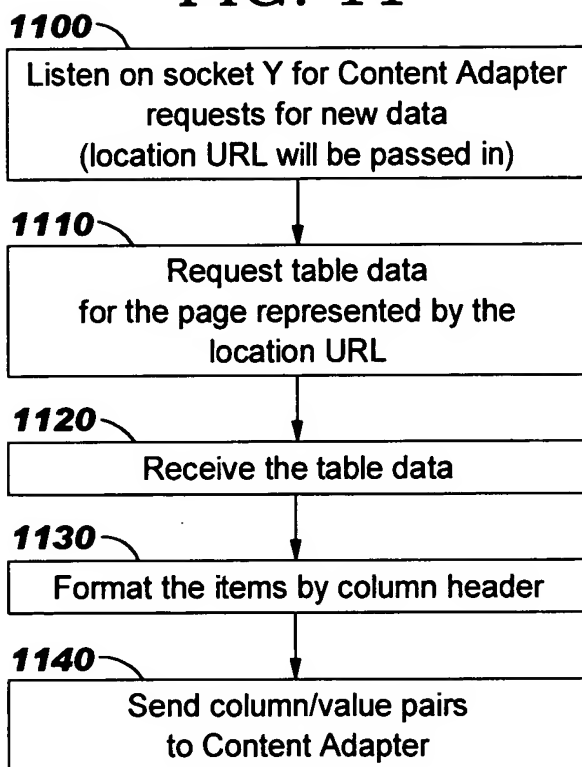 FIG. 11
1100
Listen on socket Y for Content Adapter
requests for new data
(location URL will be passed in)
1110
Request table data
for the page represented by the
location URL
1120
Receive the table data
1130
Format the items by column header
1140
Send column/value pairs
to Content Adapter